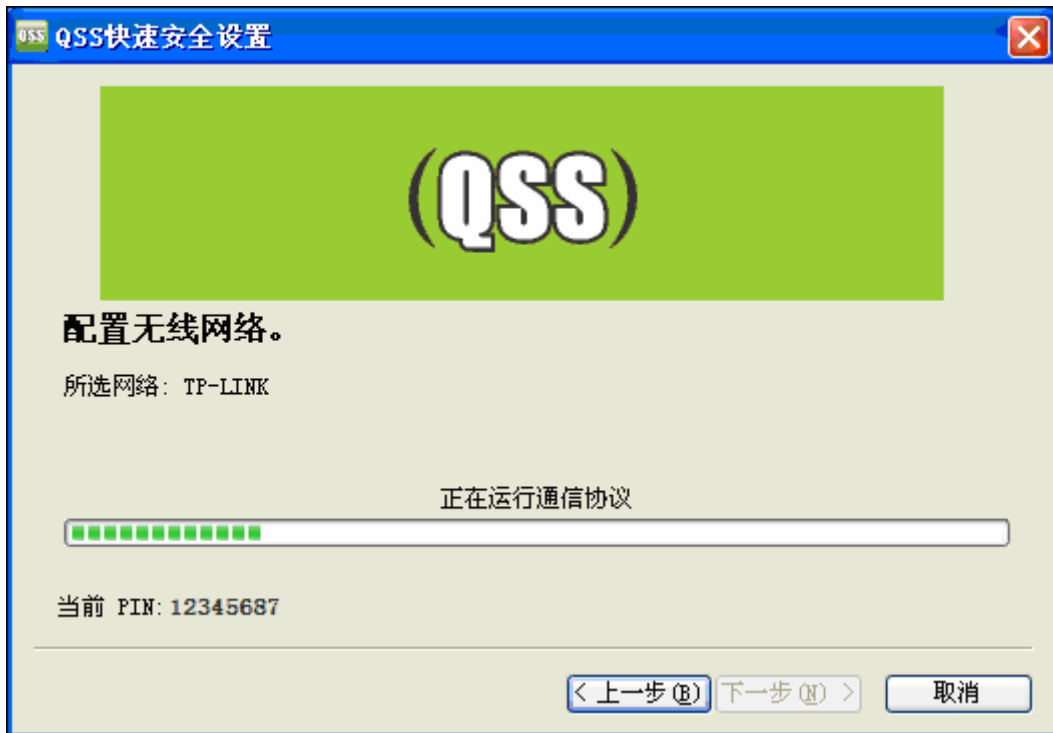 QSS QSS快速安全设置
(QSS)
配置无线网络。
所选网络: TP-LINK
正在运行通信协议
当前 PIN: 12345687
< 上一步(B) 下一步(N) > 取消